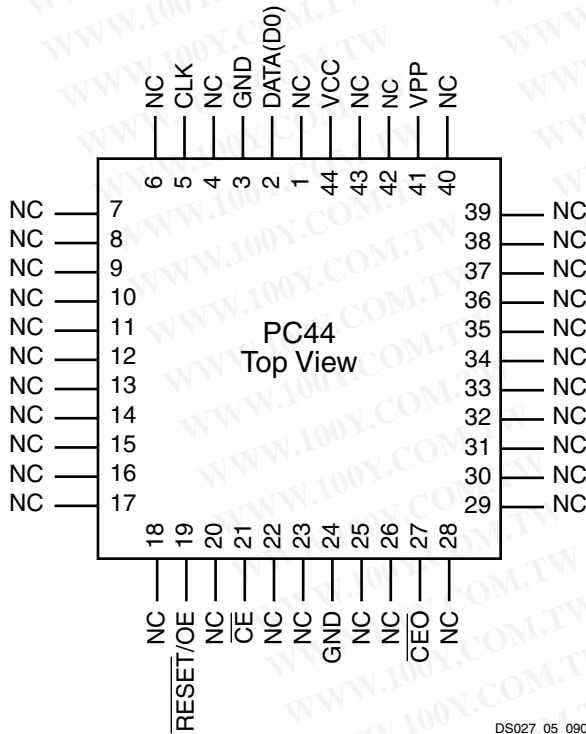 NC CLK NC GND DATA(D0) NC VCC NC NC VPP NC
6 5 4 3 2 1 44 43 42 41 40
NC 7 39 NC
NC 8 38 NC
NC 9 37 NC
NC 10 36 NC
NC 11 35 NC
NC 12 34 NC
NC 13 33 NC
NC 14 32 NC
NC 15 31 NC
NC 16 30 NC
NC 17 29 NC
PC44
Top View
18 19 20 21 22 23 24 25 26 27 28
NC RESET/OE NC CE NC NC GND NC NC CEO NC
DS027_05_090
WWW.100Y.COM.TW